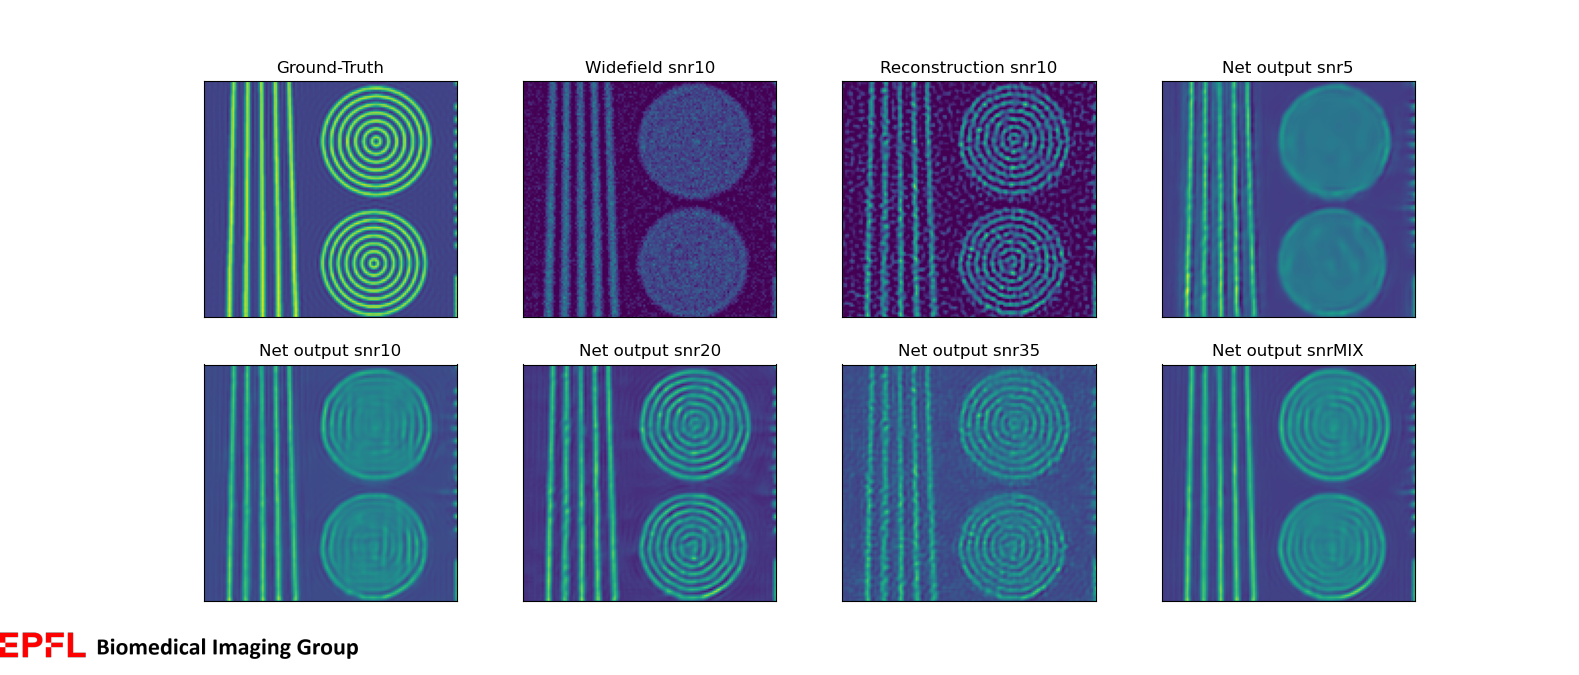 Ground-Truth
Widefield snr10
Reconstruction snr10
Net output snr5
Net output snr10
Net output snr20
Net output snr35
Net output snrMIX
EPFL Biomedical Imaging Group